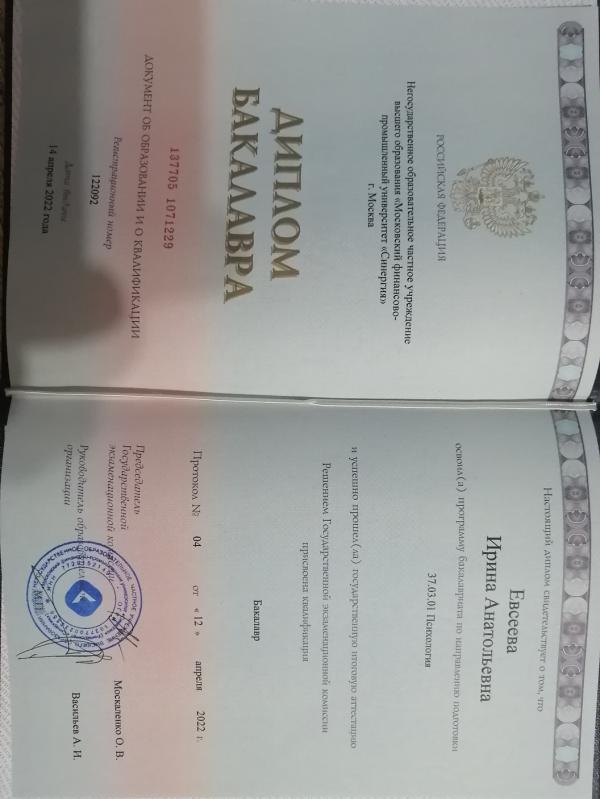 РОССИЙСКАЯ ФЕДЕРАЦИЯ
Негосударственное образовательное частное учреждение
высшего образования «Московский финансово-
промышленный университет «Синергия»
г. Москва
ДИПЛОМ
БАКАЛАВРА
137705 1071229
ДОКУМЕНТ ОБ ОБРАЗОВАНИИ И О КВАЛИФИКАЦИИ
Регистрационный номер
122092
Дата выдачи
14 апреля 2022 года
Настоящий диплом свидетельствует о том, что
Евсеева
Ирина Анатольевна
освоил(а) программу бакалавриата по направлению подготовки
37.03.01 Психология
и успешно прошел(ла) государственную итоговую аттестацию
Решением Государственной экзаменационной комиссии
присвоена квалификация
Бакалавр
Протокол № 04 от « 12 » апреля 2022 г.
Председатель
Государственной
экзаменационной Москаленко О. В.
Руководитель
организации Васильев А. И.
М.П.